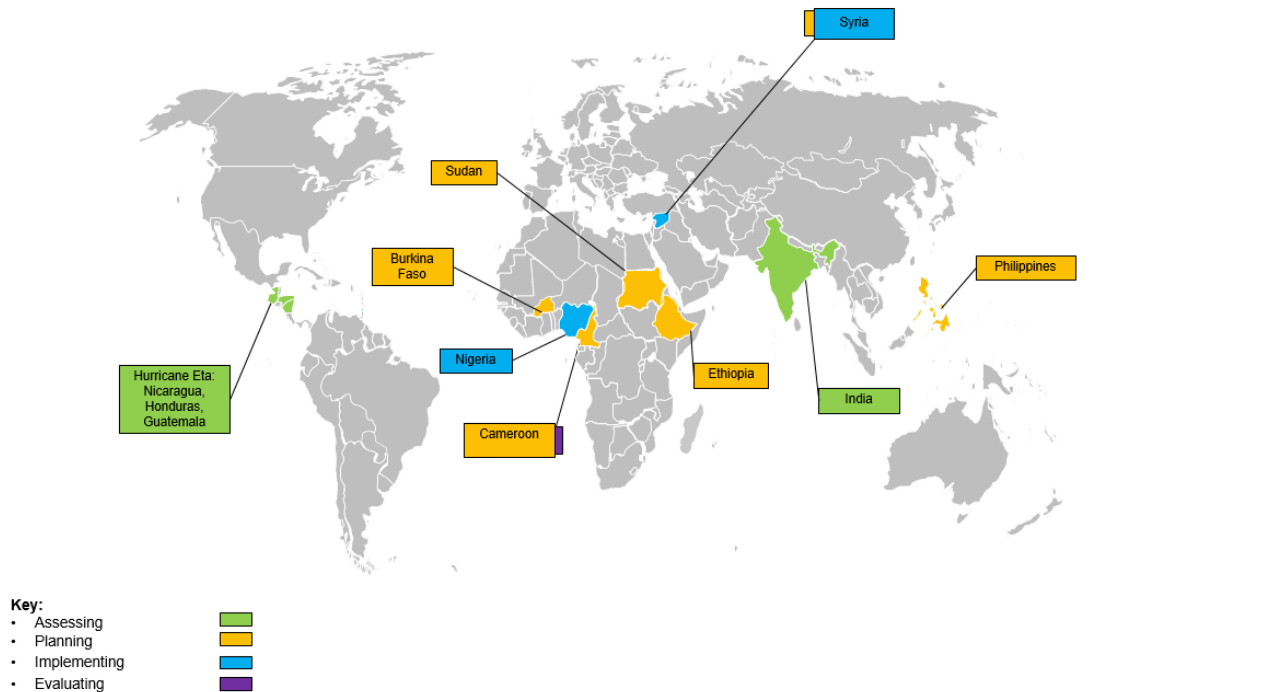 Syria
Sudan
Burkina
Faso
Philippines
Nigeria
Ethiopia
Hurricane Eta:
Nicaragua,
Honduras,
Guatemala
India
Cameroon
Key:
• Assessing
• Planning
• Implementing
• Evaluating